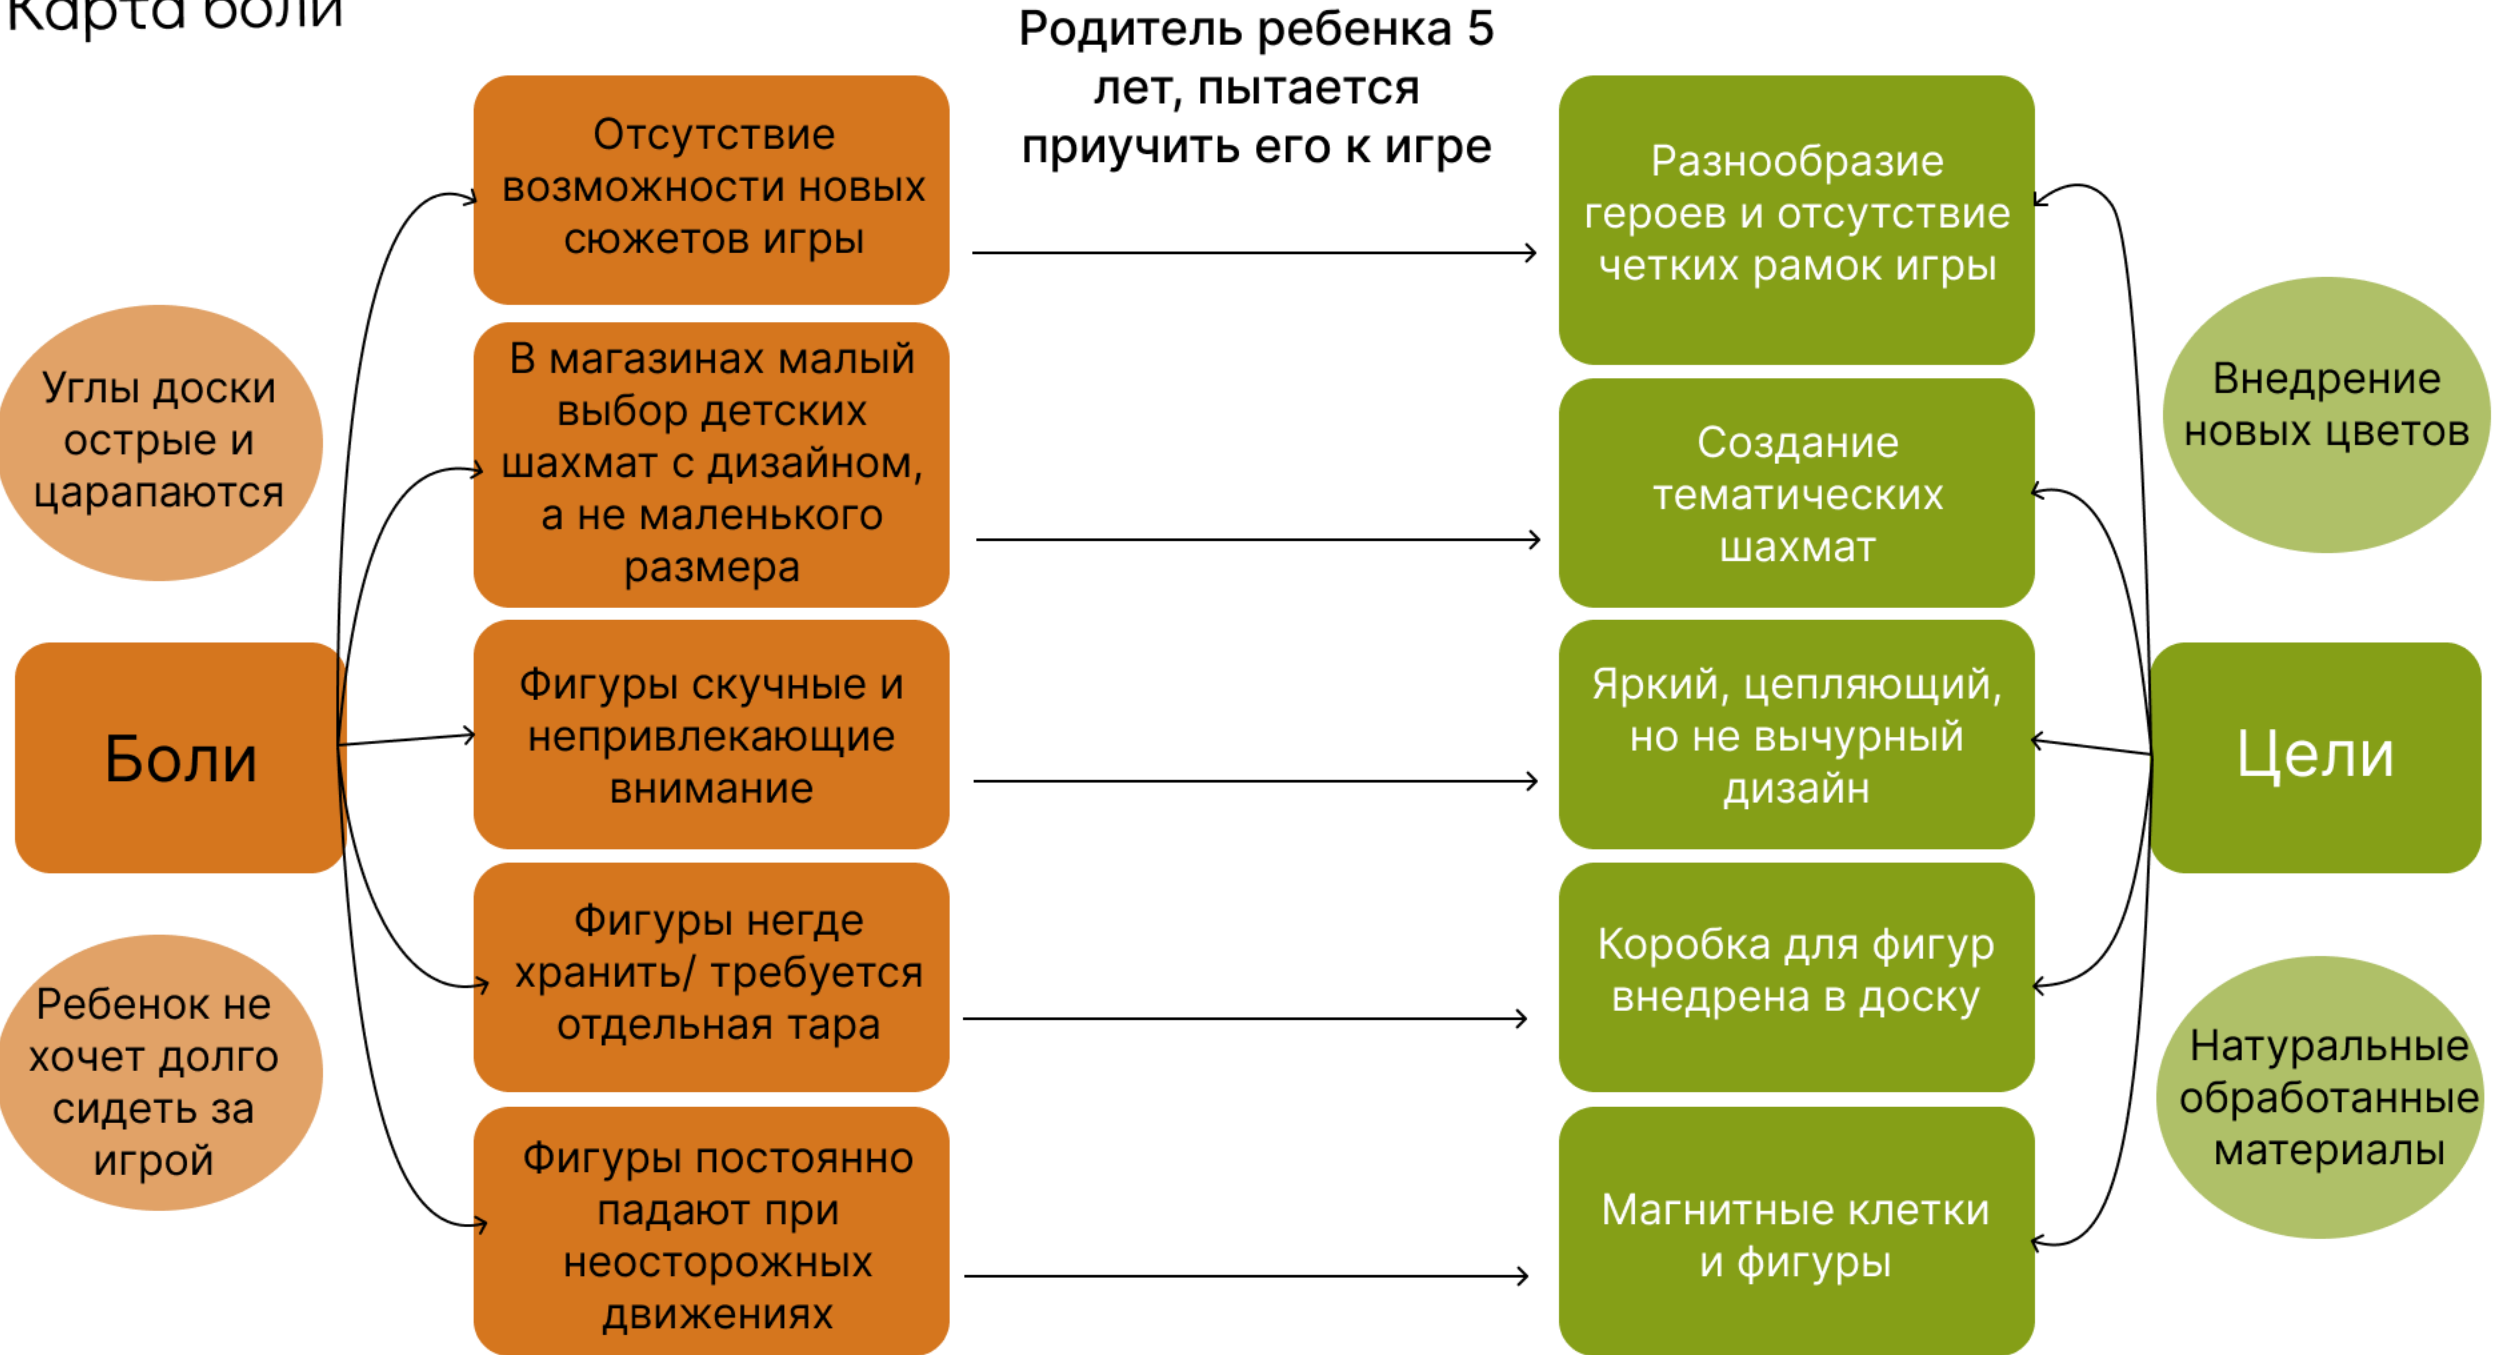 Карта боли
Родитель ребенка 5
лет, пытается
приучить его к игре
Углы доски
острые и
царапаются
Боли
Ребенок не
хочет долго
сидеть за
игрой
Отсутствие
возможности новых
сюжетов игры
В магазинах малый
выбор детских
шахмат с дизайном,
а не маленького
размера
Фигуры скучные и
непривлекающие
внимание
Фигуры негде
хранить/ требуется
отдельная тара
Фигуры постоянно
падают при
неосторожных
движениях
Разнообразие
героев и отсутствие
четких рамок игры
Создание
тематических
шахмат
Яркий, цепляющий,
но не вычурный
дизайн
Коробка для фигур
внедрена в доску
Магнитные клетки
и фигуры
Внедрение
новых цветов
Цели
Натуральные
обработанные
материалы